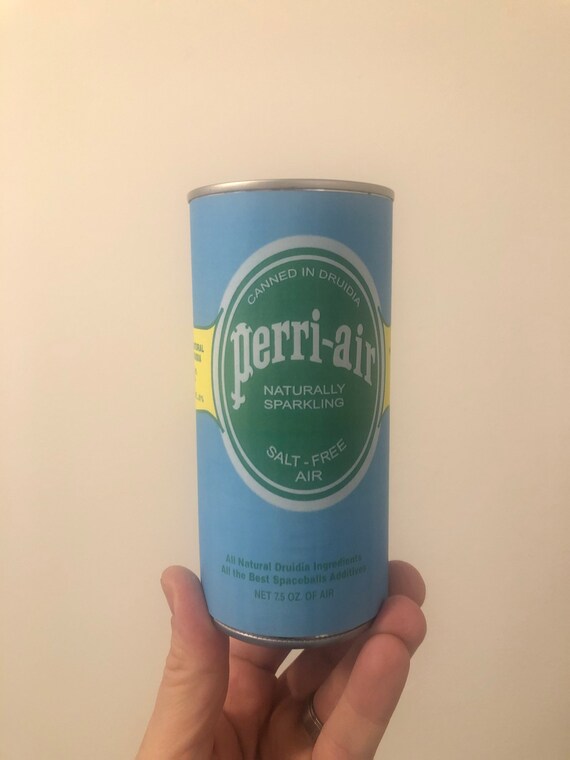 CANNED IN DRUIDIA
perri-air
NATURALLY
SPARKLING
SALT-FREE
AIR
All Natural Druidia Ingredients
All the Best Spaceballs Additives
NET 7.5 OZ. OF AIR